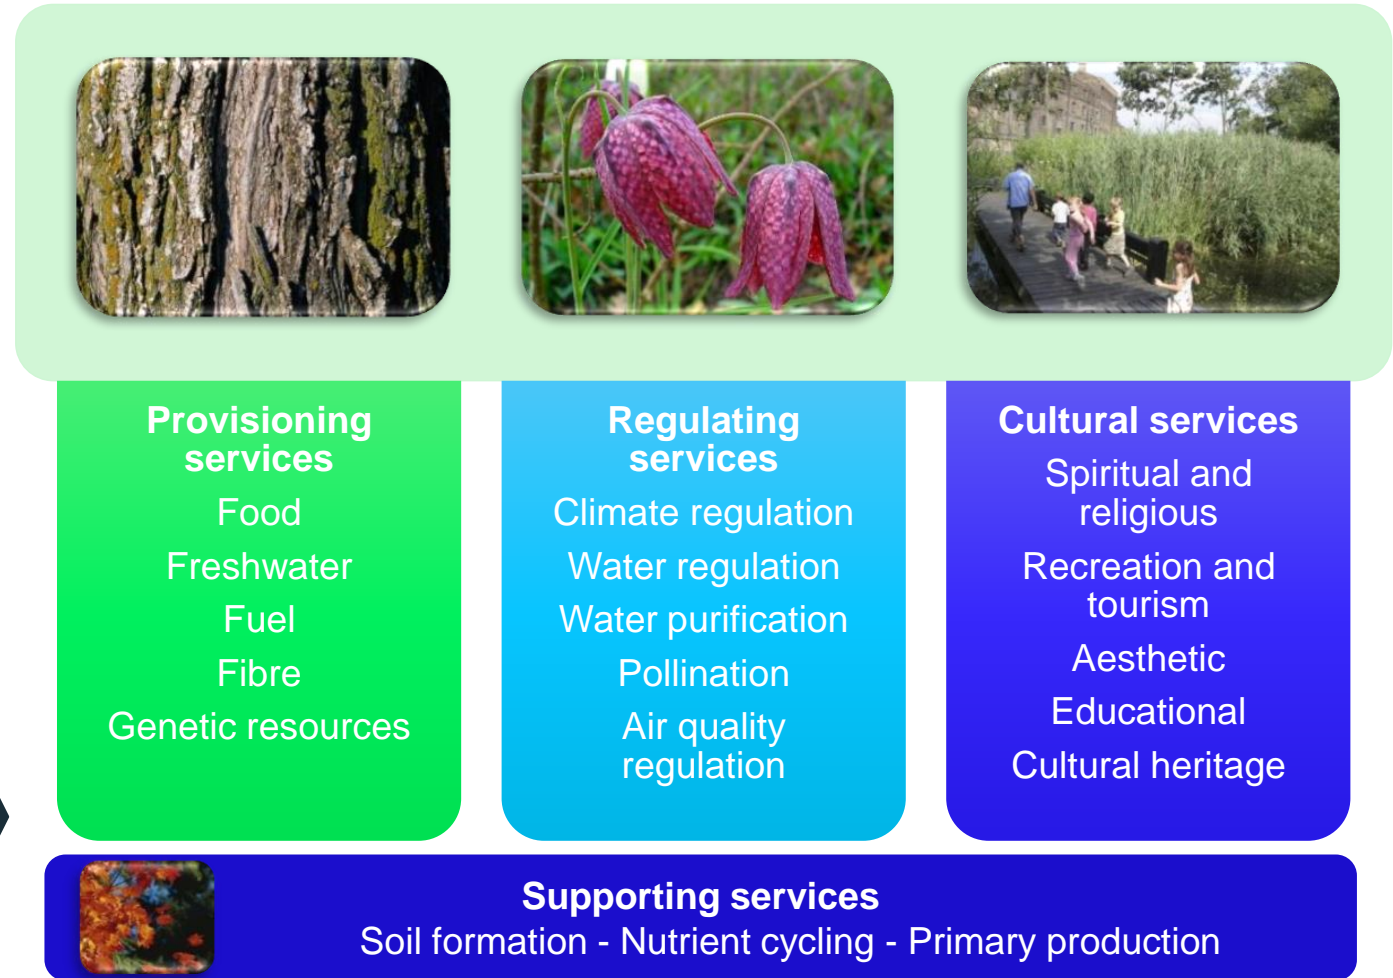 Provisioning
services
Food
Freshwater
Fuel
Fibre
Genetic resources
Regulating
services
Climate regulation
Water regulation
Water purification
Pollination
Air quality
regulation
Cultural services
Spiritual and
religious
Recreation and
tourism
Aesthetic
Educational
Cultural heritage
Supporting services
Soil formation - Nutrient cycling - Primary production